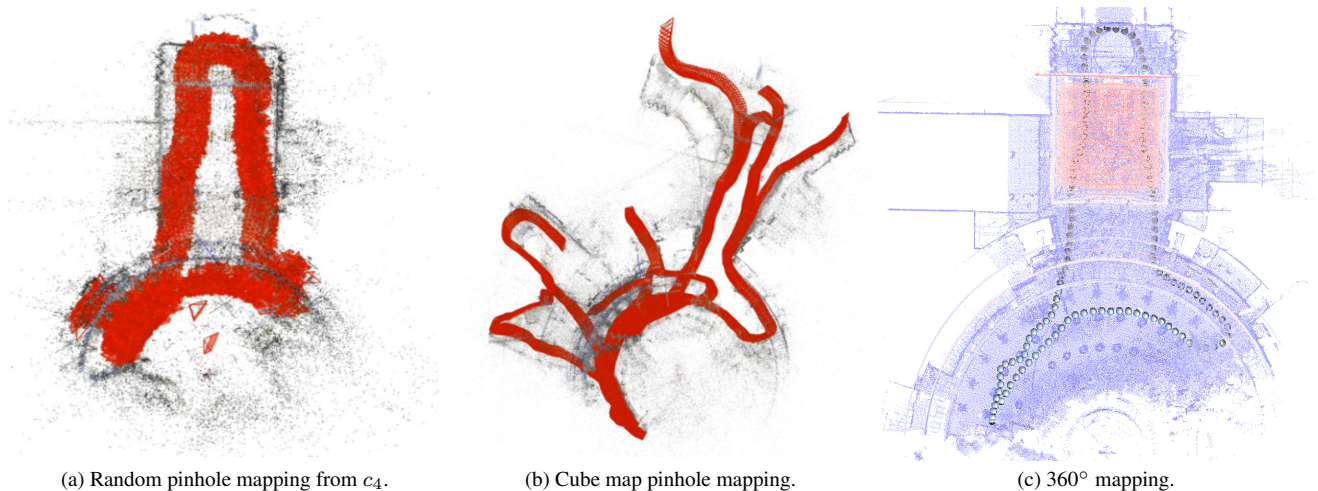 (a) Random pinhole mapping from c₄.
(b) Cube map pinhole mapping.
(c) 360° mapping.